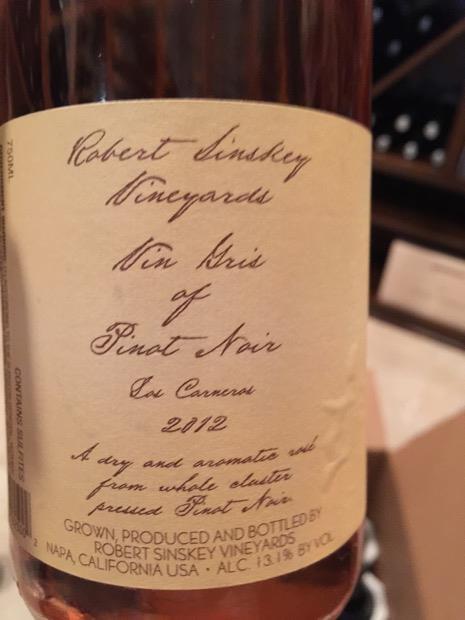 Robert Sinskey
Vineyards
Vin Gris
of
Pinot Noir
Los Carneros
2012
A dry and aromatic rosé
from whole cluster
pressed Pinot Noir
GROWN, PRODUCED AND BOTTLED BY
ROBERT SINSKEY VINEYARDS
NAPA, CALIFORNIA USA • ALC. 13.1% BY VOL
750ML
CONTAINS SULFITES